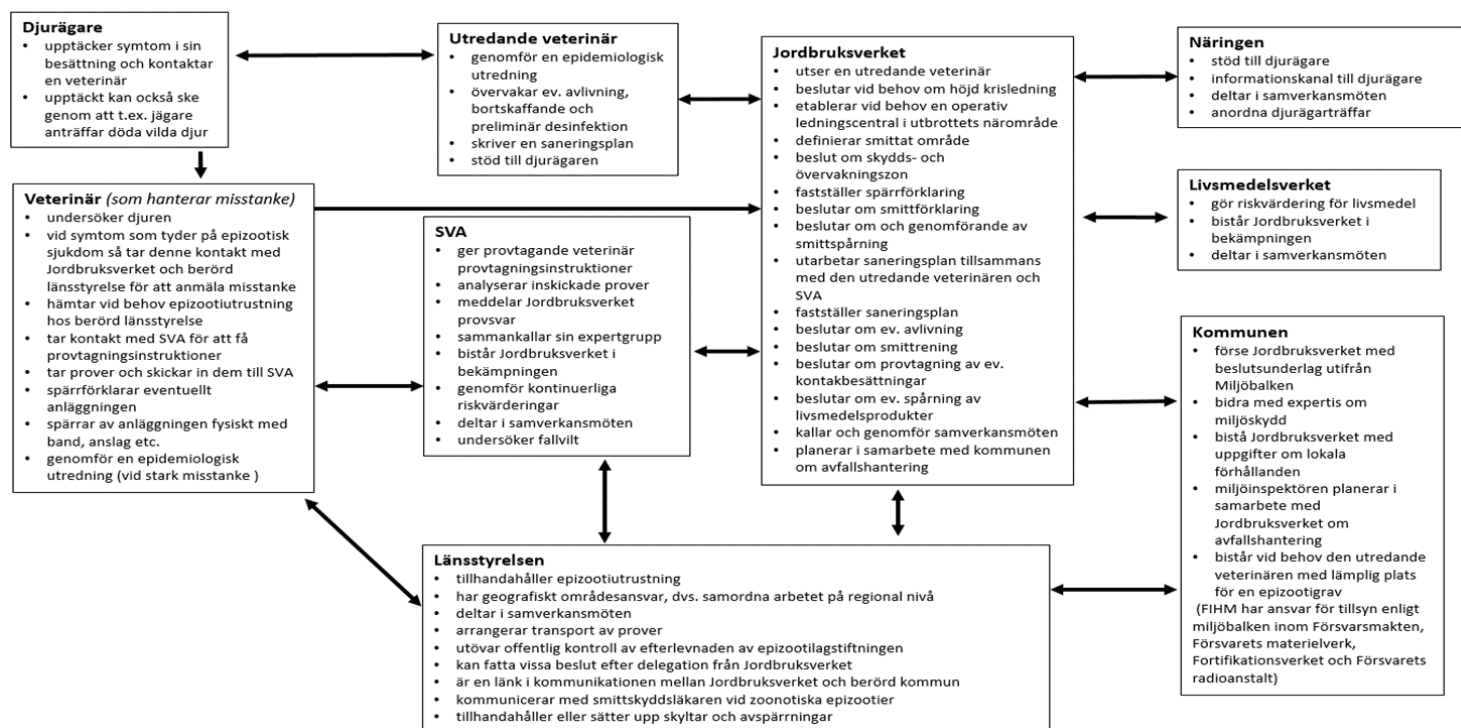 Djurägare
• upptäcker symtom i sin
besättning och kontaktar
en veterinär
• upptäckt kan också ske
genom att t.ex. jägare
anträffar döda vilda djur
Utredande veterinär
• genomför en epidemiologisk
utredning
• övervakar ev. avlivning,
bortskaffande och
preliminär desinfektion
• skriver en saneringsplan
• stöd till djurägaren
Jordbruksverket
• utser en utredande veterinär
• beslutar vid behov om höjd krisledning
• etablerar vid behov en operativ
ledningscentral i utbrottets närområde
• definierar smittat område
• beslut om skydds- och
övervakningszon
• fastställer spärrförklaring
• beslutar om smittförklaring
• beslutar om och genomförande av
smittspårning
• utarbetar saneringsplan tillsammans
med den utredande veterinären och
SVA
• fastställer saneringsplan
• beslutar om ev. avlivning
• beslutar om smittrening
• beslutar om provtagning av ev.
kontakbesättningar
• beslutar om ev. spårning av
livsmedelsprodukter
• kallar och genomför samverkansmöten
• planerar i samarbete med kommunen
om avfallshantering
Näringen
• stöd till djurägare
• informationskanal till djurägare
• deltar i samverkansmöten
• anordna djurägarträffar
Veterinär (som hanterar misstanke)
• undersöker djuren
• vid symtom som tyder på epizootisk
sjukdom så tar denne kontakt med
Jordbruksverket och berörd
länsstyrelse för att anmäla misstanke
• hämtar vid behov epizootiutrustning
hos berörd länsstyrelse
• tar kontakt med SVA för att få
provtagningsinstruktioner
• tar prover och skickar in dem till SVA
• spärrförklarar eventuellt
anläggningen
• spärrar av anläggningen fysiskt med
band, anslag etc.
• genomför en epidemiologisk
utredning (vid stark misstanke )
SVA
• ger provtagande veterinär
provtagningsinstruktioner
• analyserar inskickade prover
• meddelar Jordbruksverket
provsvar
• sammankallar sin expertgrupp
• bistår Jordbruksverket i
bekämpningen
• genomför kontinuerliga
riskvärderingar
• deltar i samverkansmöten
• undersöker fallvilt
Livsmedelsverket
• gör riskvärdering för livsmedel
• bistår Jordbruksverket i
bekämpningen
• deltar i samverkansmöten
Kommunen
• förse Jordbruksverket med
beslutsunderlag utifrån
Miljöbalken
• bidra med expertis om
miljöskydd
• bistå Jordbruksverket med
uppgifter om lokala
förhållanden
• miljöinspektören planerar i
samarbete med
Jordbruksverket om
avfallshantering
• bistår vid behov den utredande
veterinären med lämplig plats
för en epizootigrav
(FIHM har ansvar för tillsyn enligt
miljöbalken inom Försvarsmakten,
Försvarets materielverk,
Fortifikationsverket och Försvarets
radioanstalt)
Länsstyrelsen
• tillhandahåller epizootiutrustning
• har geografiskt områdesansvar, dvs. samordna arbetet på regional nivå
• deltar i samverkansmöten
• arrangerar transport av prover
• utövar offentlig kontroll av efterlevnaden av epizootilagstiftningen
• kan fatta vissa beslut efter delegation från Jordbruksverket
• är en länk i kommunikationen mellan Jordbruksverket och berörd kommun
• kommunicerar med smittskyddsläkaren vid zoonotiska epizootier
• tillhandahåller eller sätter upp skyltar och avspärrningar